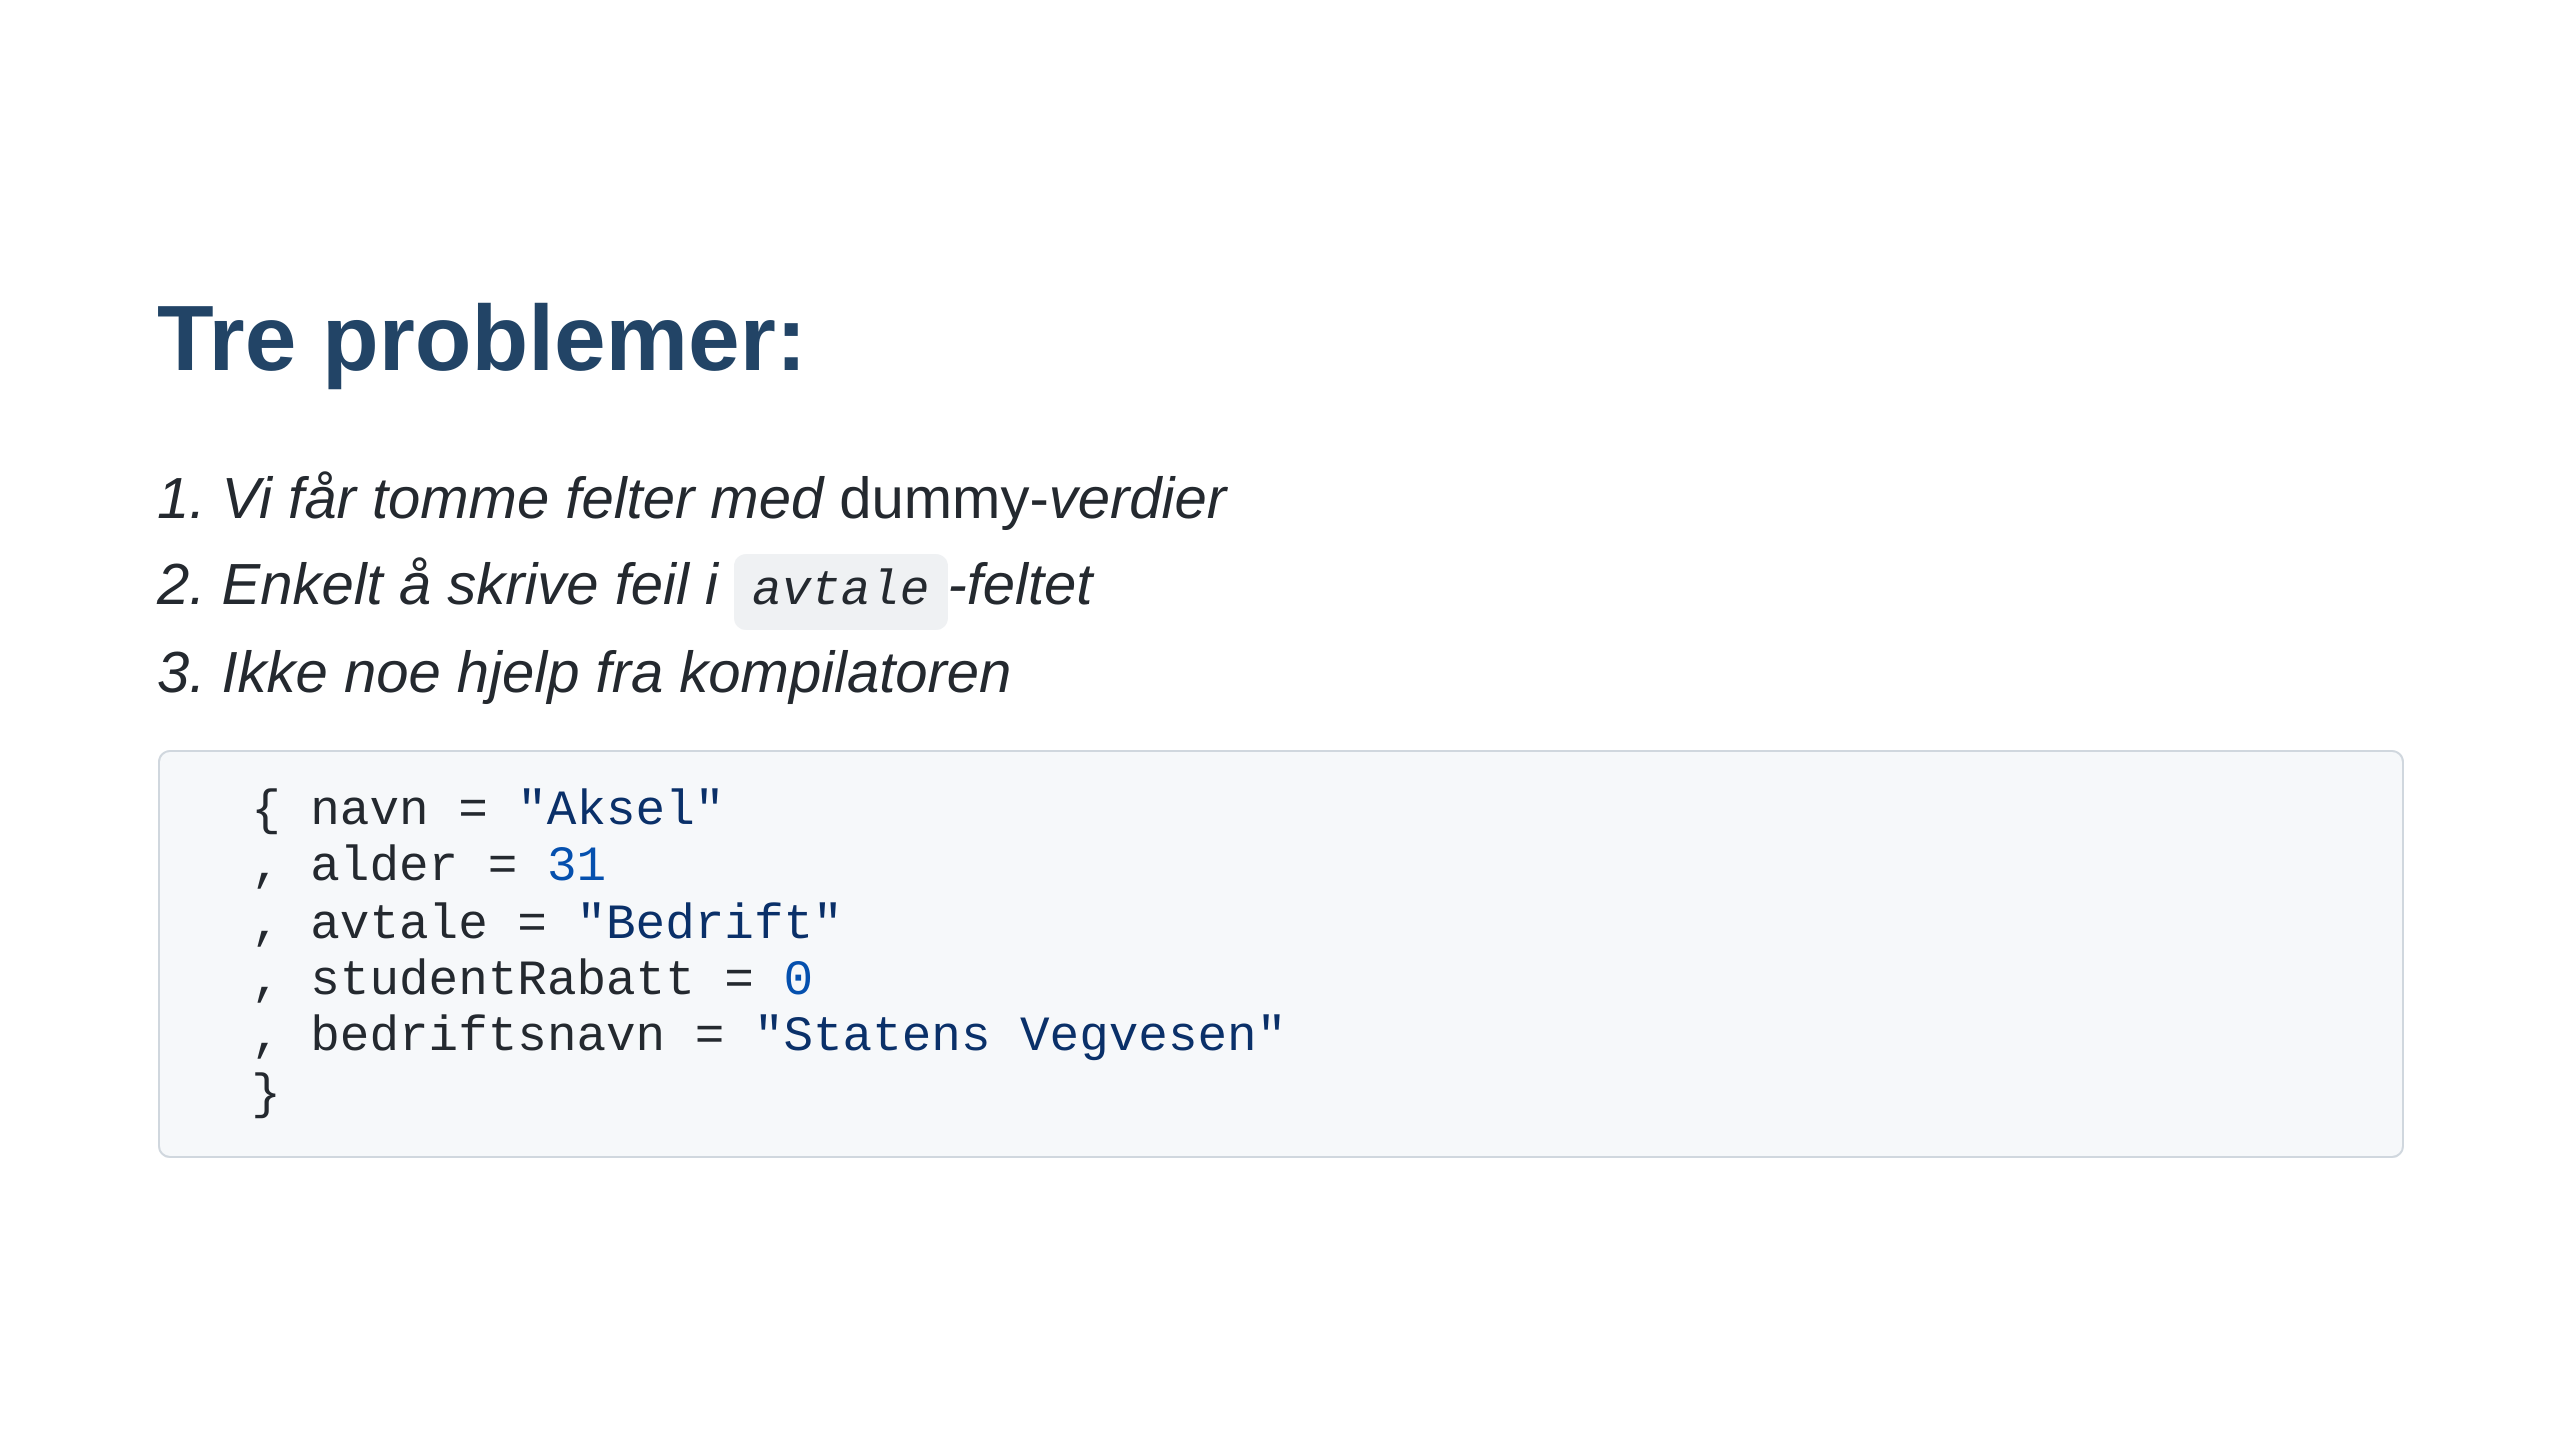 Tre problemer:
1. Vi får tomme felter med dummy-verdier
2. Enkelt å skrive feil i avtale-feltet
3. Ikke noe hjelp fra kompilatoren
{ navn = "Aksel"
, alder = 31
, avtale = "Bedrift"
, studentRabatt = 0
, bedriftsnavn = "Statens Vegvesen"
}